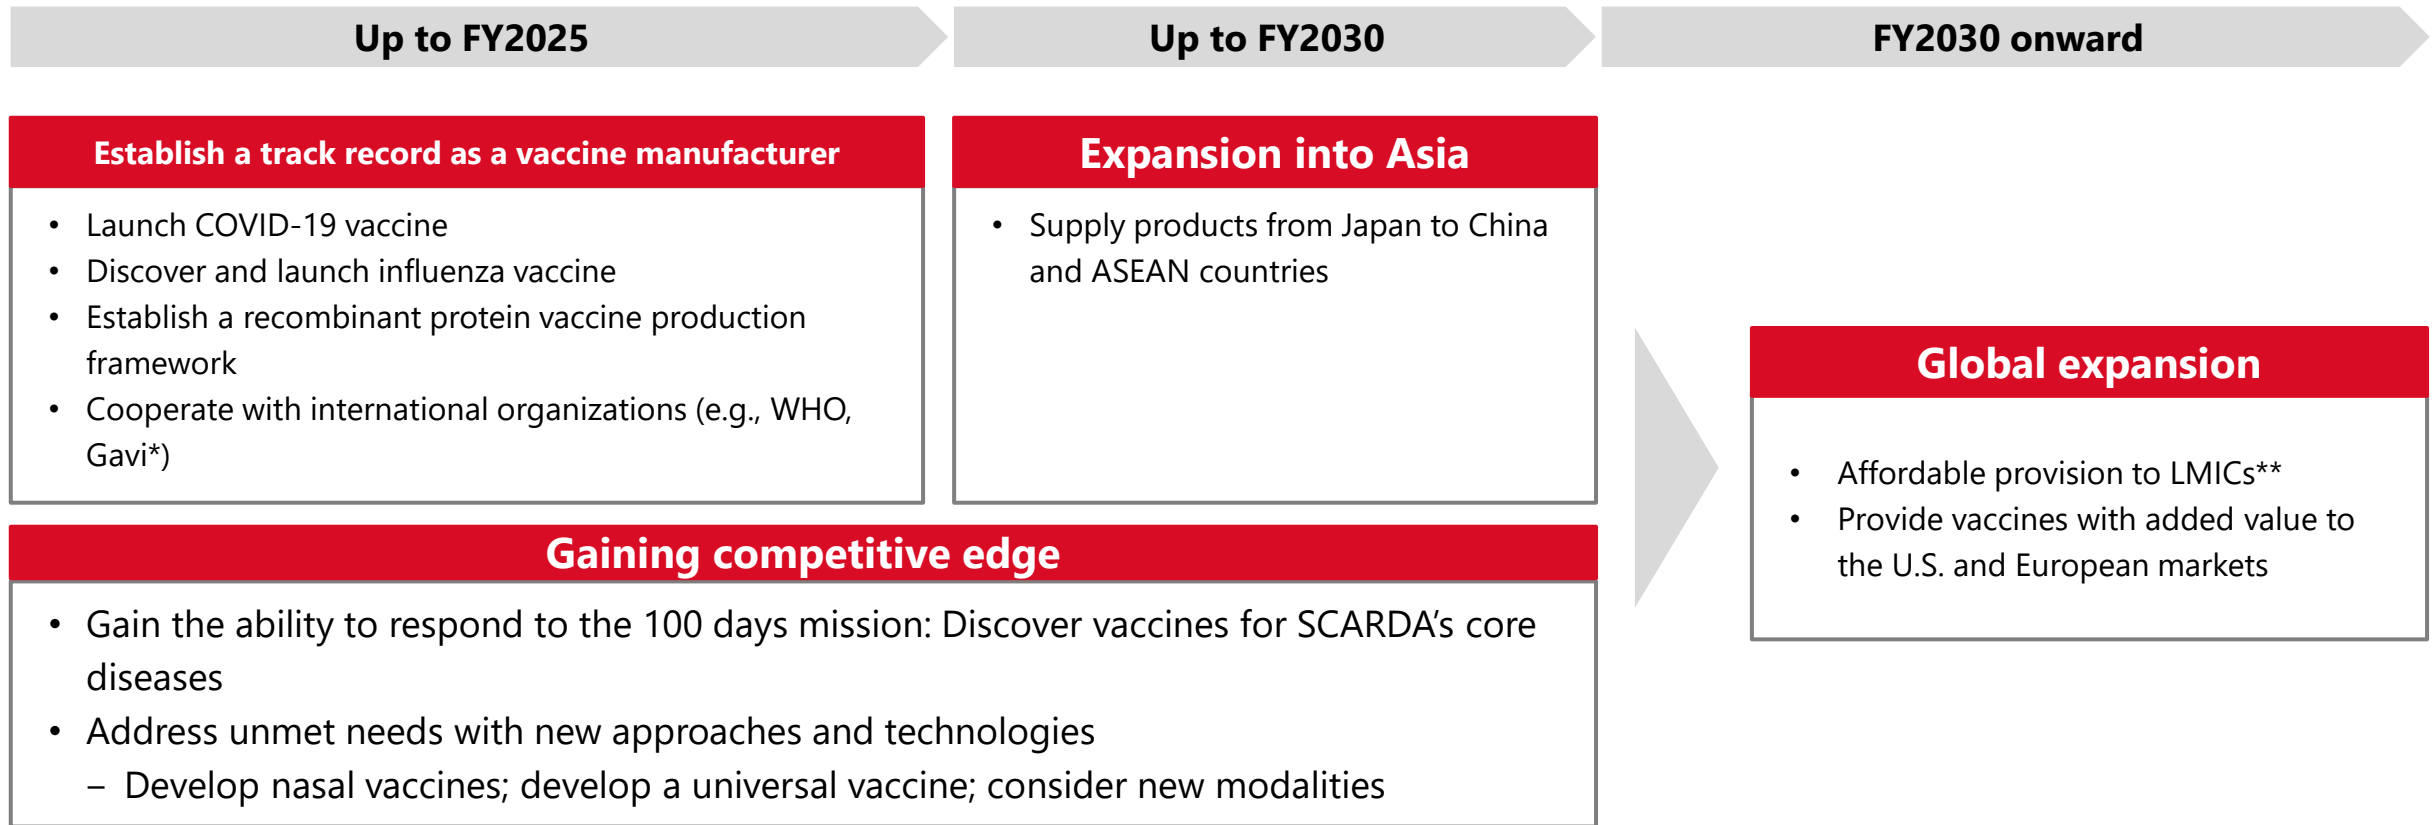 Up to FY2025
Up to FY2030
FY2030 onward
Establish a track record as a vaccine manufacturer
• Launch COVID-19 vaccine
• Discover and launch influenza vaccine
• Establish a recombinant protein vaccine production
framework
• Cooperate with international organizations (e.g., WHO,
Gavi*)
Expansion into Asia
• Supply products from Japan to China
and ASEAN countries
Gaining competitive edge
• Gain the ability to respond to the 100 days mission: Discover vaccines for SCARDA’s core
diseases
• Address unmet needs with new approaches and technologies
– Develop nasal vaccines; develop a universal vaccine; consider new modalities
Global expansion
• Affordable provision to LMICs**
• Provide vaccines with added value to
the U.S. and European markets